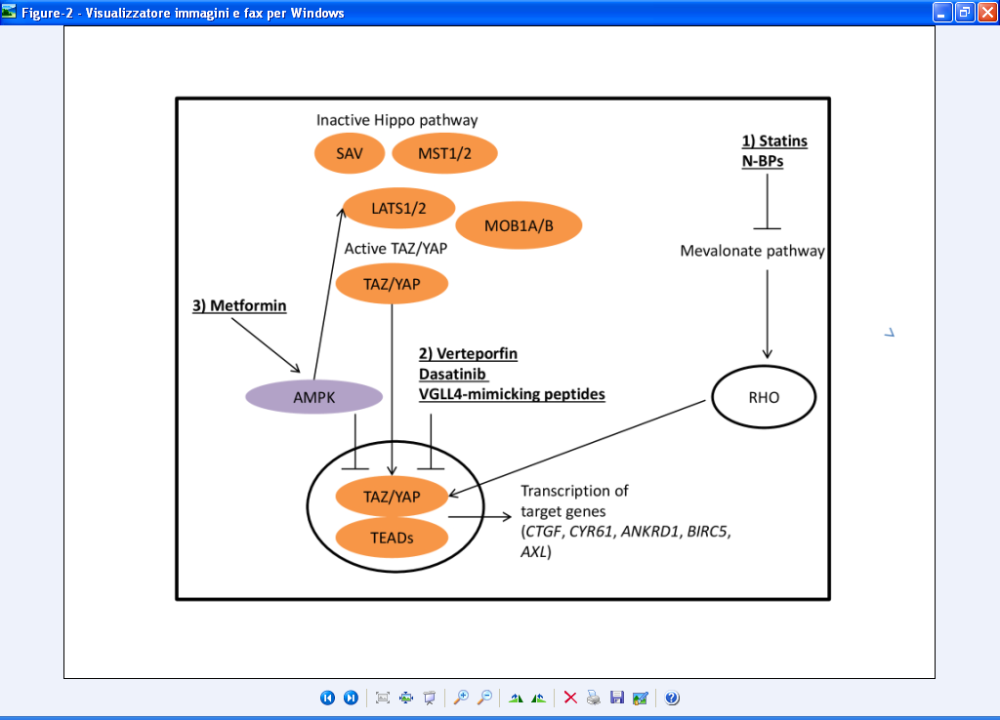 Figure-2 - Visualizzatore immagini e fax per Windows
Inactive Hippo pathway
SAV
MST1/2
1) Statins
N-BPs
LATS1/2
MOB1A/B
Active TAZ/YAP
Mevalonate pathway
TAZ/YAP
3) Metformin
2) Verteporfin
Dasatinib
VGLL4-mimicking peptides
AMPK
RHO
TAZ/YAP
TEADs
Transcription of
target genes
(CTGF, CYR61, ANKRD1, BIRC5,
AXL)